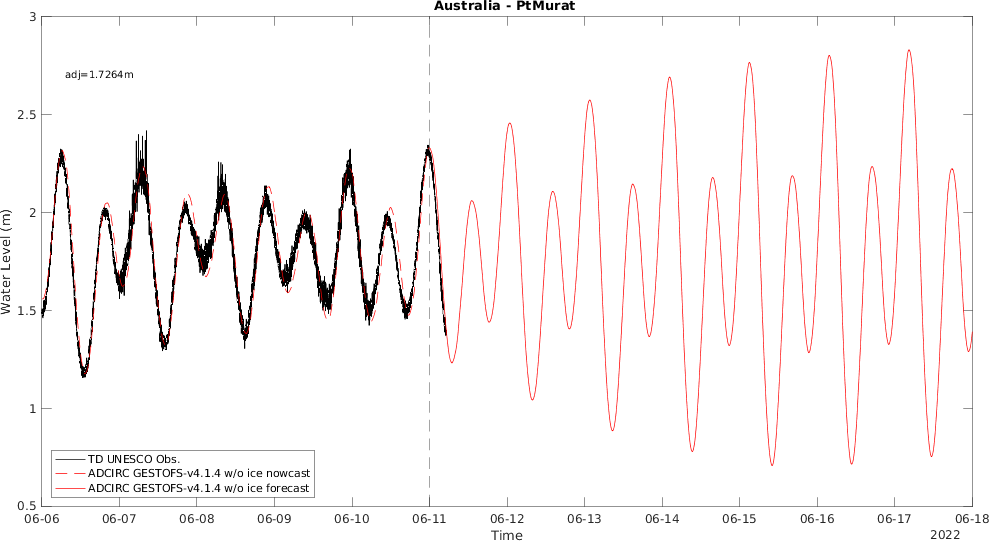 Australia - PtMurat
adj=1.7264m
Water Level (m)
3
2.5
2
1.5
1
0.5
TD UNESCO Obs.
ADCIRC GESTOFS-v4.1.4 w/o ice nowcast
ADCIRC GESTOFS-v4.1.4 w/o ice forecast
06-06 06-07 06-08 06-09 06-10 06-11 06-12 06-13 06-14 06-15 06-16 06-17 06-18
Time
2022